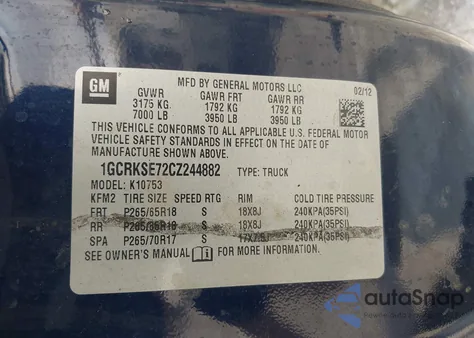 GM
MFD BY GENERAL MOTORS LLC
02/12
GVWR GAWR FRT GAWR RR
3175 KG. 1792 KG. 1792 KG.
7000 LB 3950 LB 3950 LB
THIS VEHICLE CONFORMS TO ALL APPLICABLE U.S. FEDERAL MOTOR
VEHICLE SAFETY STANDARDS IN EFFECT ON THE DATE OF
MANUFACTURE SHOWN ABOVE.
1GCRKSE72CZ244882 TYPE: TRUCK
MODEL: K10753
KFM2 TIRE SIZE SPEED RTG RIM COLD TIRE PRESSURE
FRT P265/65R18 S 18X8J 240KPA(35PSI)
RR P265/65R18 S 18X8J 240KPA(35PSI)
SPA P265/70R17 S 17X7.5J 240KPA(35PSI)
SEE OWNER'S MANUAL FOR MORE INFORMATION
autoSnap